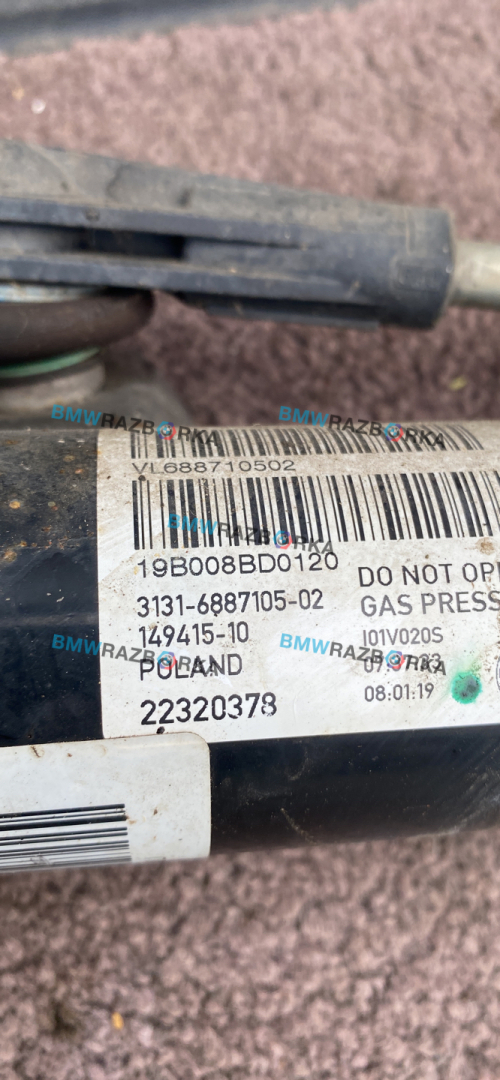 BMWRAZBORKA BMWRAZBORKA
VL688710502
BMWRAZBORKA
19B008BD0120
3131-6887105-02
149415-10
POLAND
22320378
DO NOT OP
GAS PRESS
I01V020S
08:01:19
BMWRAZBORKA BMWRAZBORKA